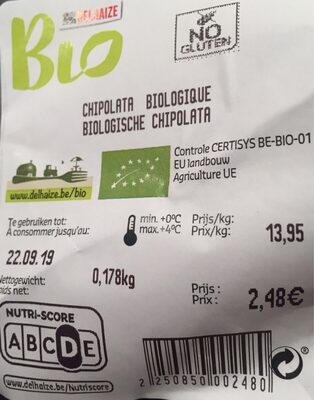 DELHAIZE
Bio
NO
GLUTEN
CHIPOLATA BIOLOGIQUE
BIOLOGISCHE CHIPOLATA
www.delhaize.be/bio
Controle CERTISYS BE-BIO-01
EU landbouw
Agriculture UE
Te gebruiken tot:
A consommer jusqu'au:
22.09.19
min. +0°C
max.+4°C
Prijs/kg:
Prix/kg:
13,95
Nettogewicht:
ids net:
0,178kg
Prijs :
Prix :
2,48€
NUTRI-SCORE
A B C D E
www.delhaize.be/Nutriscore
2 250850 002480